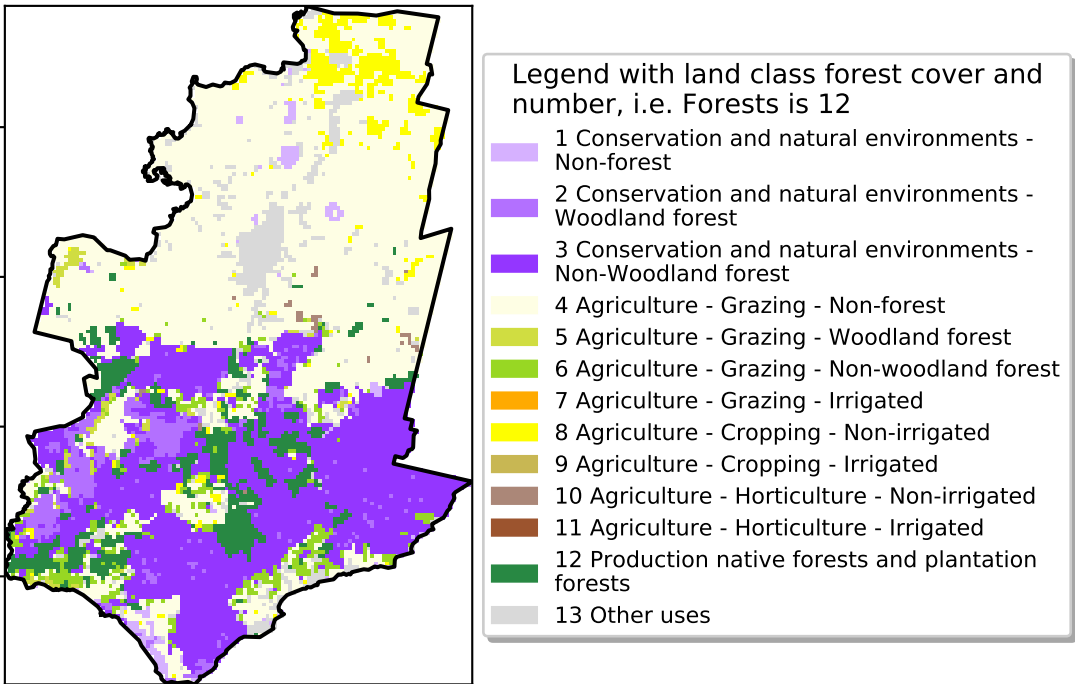 Legend with land class forest cover and
number, i.e. Forests is 12
1 Conservation and natural environments -
Non-forest
2 Conservation and natural environments -
Woodland forest
3 Conservation and natural environments -
Non-Woodland forest
4 Agriculture - Grazing - Non-forest
5 Agriculture - Grazing - Woodland forest
6 Agriculture - Grazing - Non-woodland forest
7 Agriculture - Grazing - Irrigated
8 Agriculture - Cropping - Non-irrigated
9 Agriculture - Cropping - Irrigated
10 Agriculture - Horticulture - Non-irrigated
11 Agriculture - Horticulture - Irrigated
12 Production native forests and plantation
forests
13 Other uses